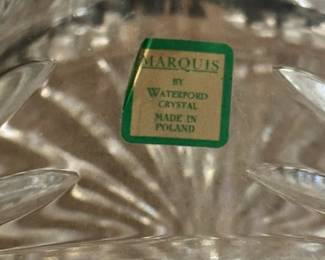 MARQUIS
BY
WATERFORD
CRYSTAL
MADE IN
POLAND